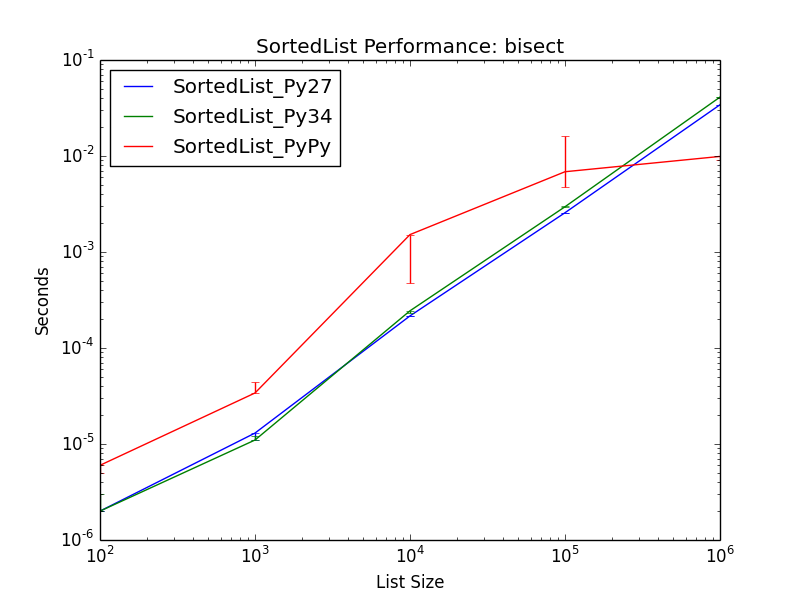 SortedList Performance: bisect
10^-1
SortedList_Py27
SortedList_Py34
SortedList_PyPy
10^-2
10^-3
Seconds
10^-4
10^-5
10^-6
10^2 10^3 10^4 10^5 10^6
List Size